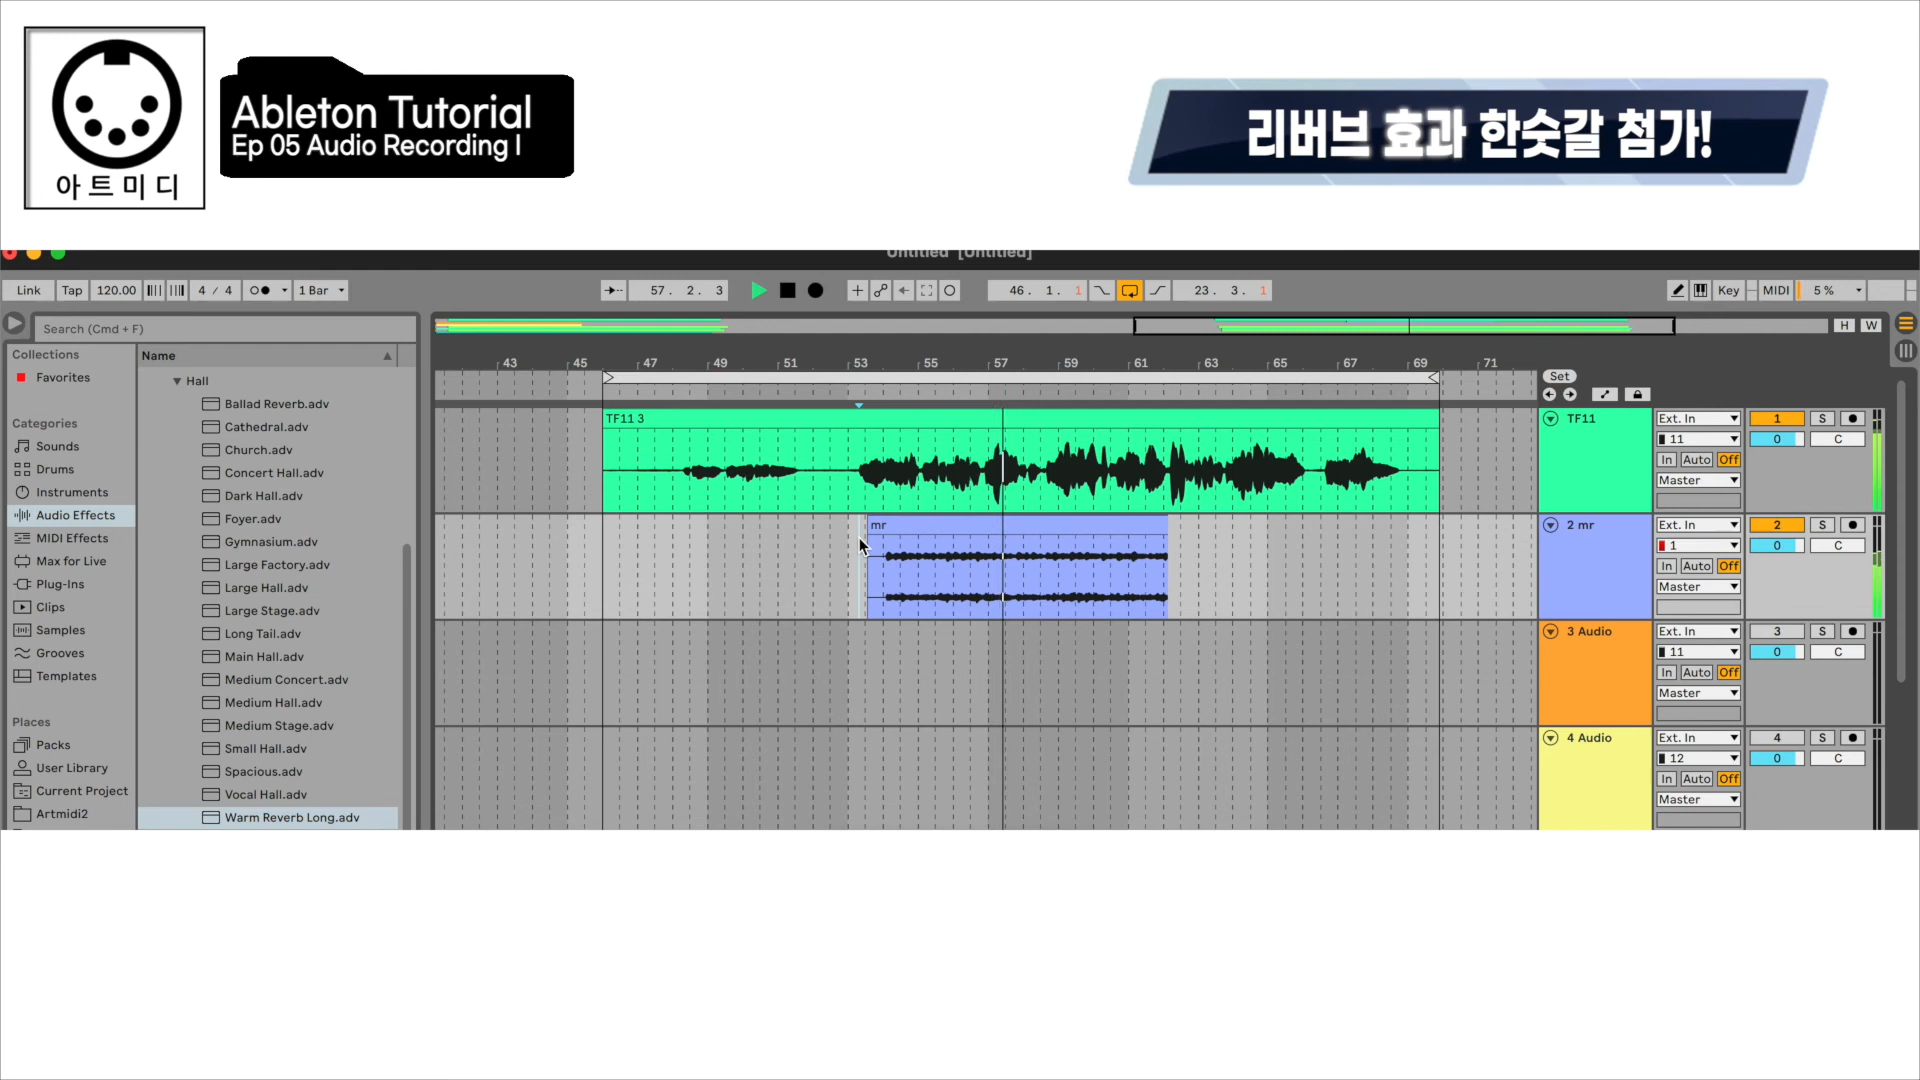 아트미디
Ableton Tutorial
Ep 05 Audio Recording I
리버브 효과 한숟갈 첨가!
Untitled [Untitled]
Link Tap 120.00 4 / 4 1 Bar 57. 2. 3 46. 1. 1 23. 3. 1 Key MIDI 5 %
Search (Cmd + F)
H W
Collections
Favorites
Categories
Sounds
Drums
Instruments
Audio Effects
MIDI Effects
Max for Live
Plug-Ins
Clips
Samples
Grooves
Templates
Places
Packs
User Library
Current Project
Artmidi2
Name
Hall
Ballad Reverb.adv
Cathedral.adv
Church.adv
Concert Hall.adv
Dark Hall.adv
Foyer.adv
Gymnasium.adv
Large Factory.adv
Large Hall.adv
Large Stage.adv
Long Tail.adv
Main Hall.adv
Medium Concert.adv
Medium Hall.adv
Medium Stage.adv
Small Hall.adv
Spacious.adv
Vocal Hall.adv
Warm Reverb Long.adv
43 45 47 49 51 53 55 57 59 61 63 65 67 69 71
Set
TF11 3
mr
TF11 Ext. In 1 S
11 0 C
In Auto Off
Master
2 mr Ext. In 2 S
1 0 C
In Auto Off
Master
3 Audio Ext. In 3 S
11 0 C
In Auto Off
Master
4 Audio Ext. In 4 S
12 0 C
In Auto Off
Master